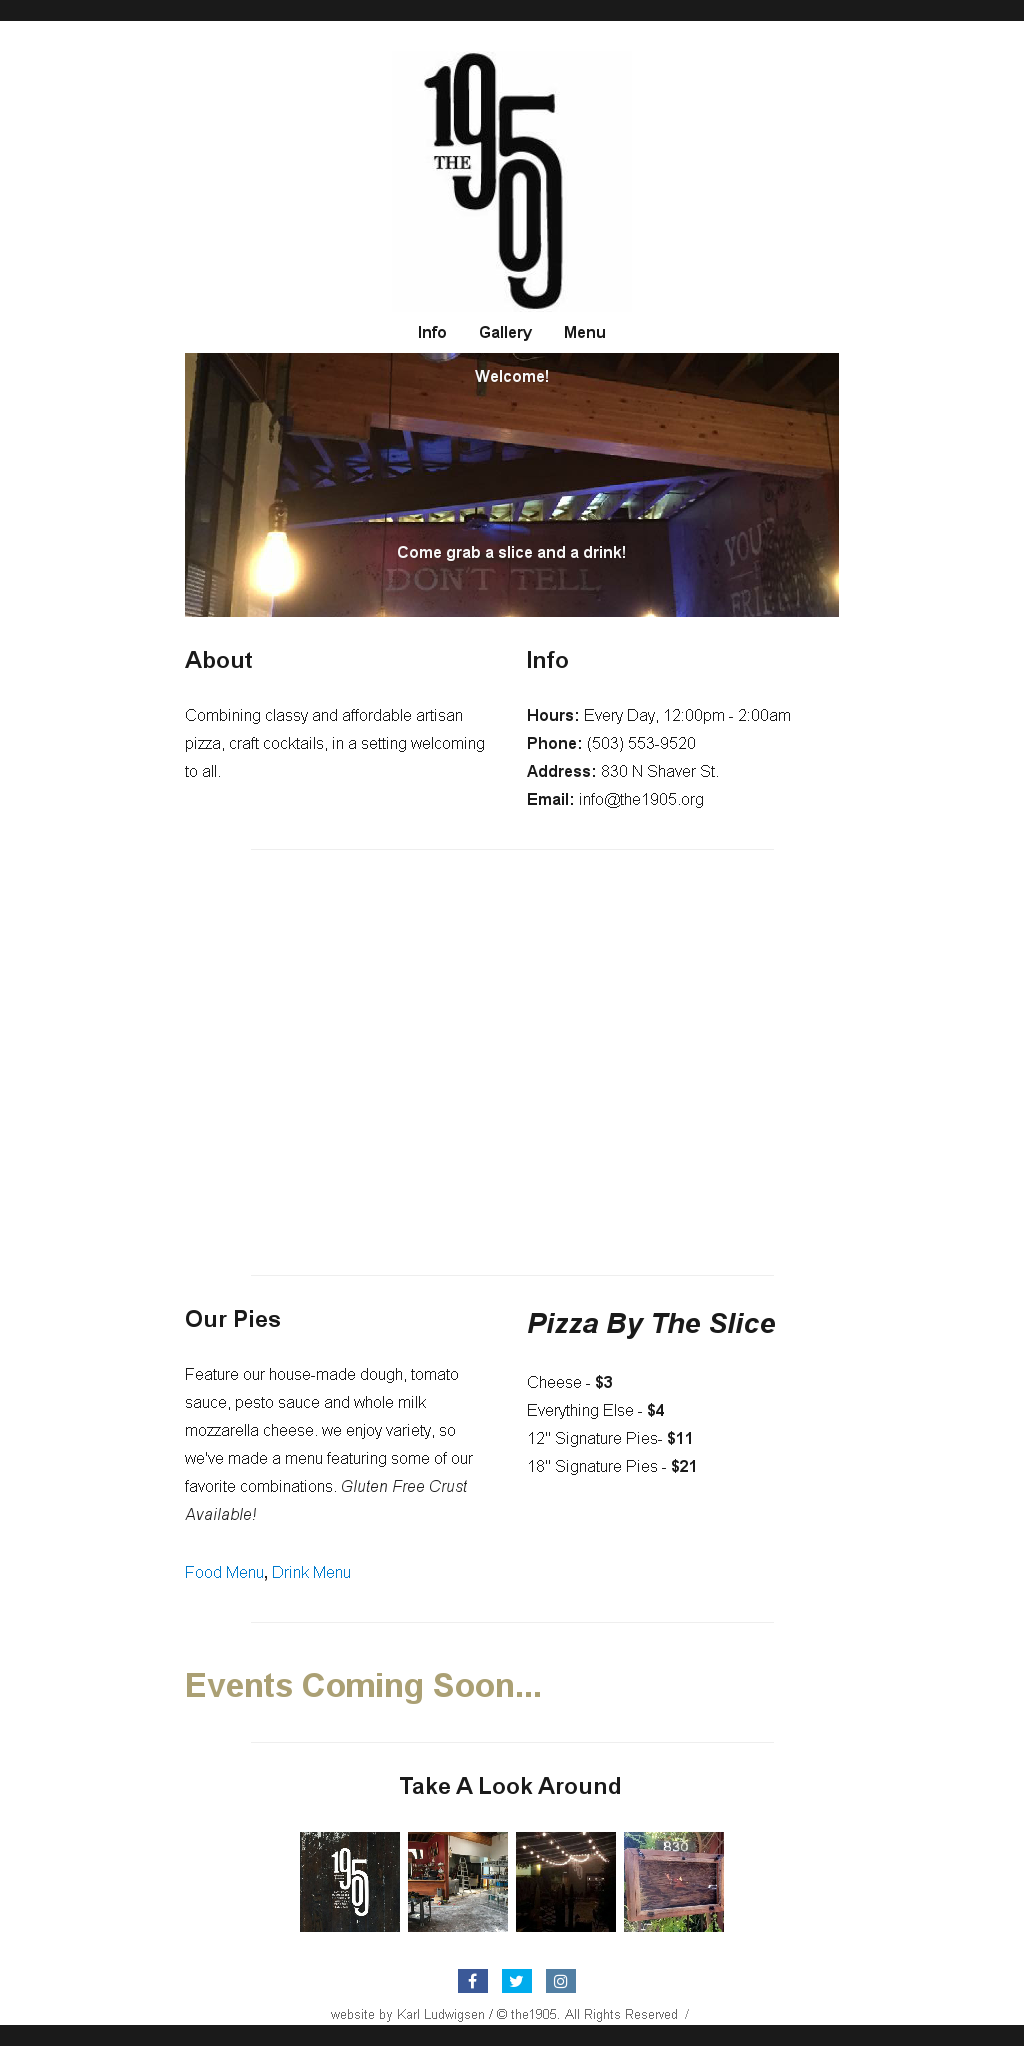 THE 1905
Info Gallery Menu
Welcome!
Come grab a slice and a drink!
DON'T TELL
YOUR
About
Combining classy and affordable artisan
pizza, craft cocktails, in a setting welcoming
to all.
Info
Hours: Every Day, 12:00pm - 2:00am
Phone: (503) 553-9520
Address: 830 N Shaver St.
Email: info@the1905.org
Our Pies
Feature our house-made dough, tomato
sauce, pesto sauce and whole milk
mozzarella cheese. we enjoy variety, so
we've made a menu featuring some of our
favorite combinations. Gluten Free Crust
Available!
Food Menu, Drink Menu
Pizza By The Slice
Cheese - $3
Everything Else - $4
12" Signature Pies- $11
18" Signature Pies - $21
Events Coming Soon...
Take A Look Around
1905
830
website by Karl Ludwigsen / © the1905. All Rights Reserved /